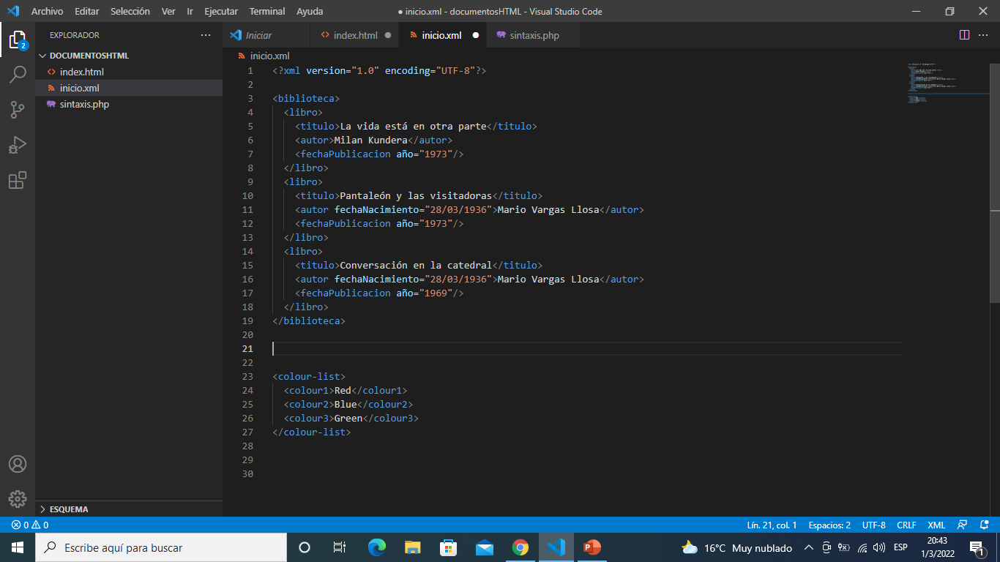 Archivo Editar Selección Ver Ir Ejecutar Terminal Ayuda
● inicio.xml - documentosHTML - Visual Studio Code
EXPLORADOR
Iniciar
index.html
inicio.xml
sintaxis.php
DOCUMENTOSHTML
index.html
inicio.xml
sintaxis.php
2
ESQUEMA
inicio.xml
1 <?xml version="1.0" encoding="UTF-8"?>
2
3 <biblioteca>
4 <libro>
5 <titulo>La vida está en otra parte</titulo>
6 <autor>Milan Kundera</autor>
7 <fechaPublicacion año="1973"/>
8 </libro>
9 <libro>
10 <titulo>Pantaleón y las visitadoras</titulo>
11 <autor fechaNacimiento="28/03/1936">Mario Vargas Llosa</autor>
12 <fechaPublicacion año="1973"/>
13 </libro>
14 <libro>
15 <titulo>Conversación en la catedral</titulo>
16 <autor fechaNacimiento="28/03/1936">Mario Vargas Llosa</autor>
17 <fechaPublicacion año="1969"/>
18 </libro>
19 </biblioteca>
20
21
22
23 <colour-list>
24 <colour1>Red</colour1>
25 <colour2>Blue</colour2>
26 <colour3>Green</colour3>
27 </colour-list>
28
29
30
0 0
Lín. 21, col. 1 Espacios: 2 UTF-8 CRLF XML
Escribe aquí para buscar
16°C Muy nublado
ESP
20:43
1/3/2022
1